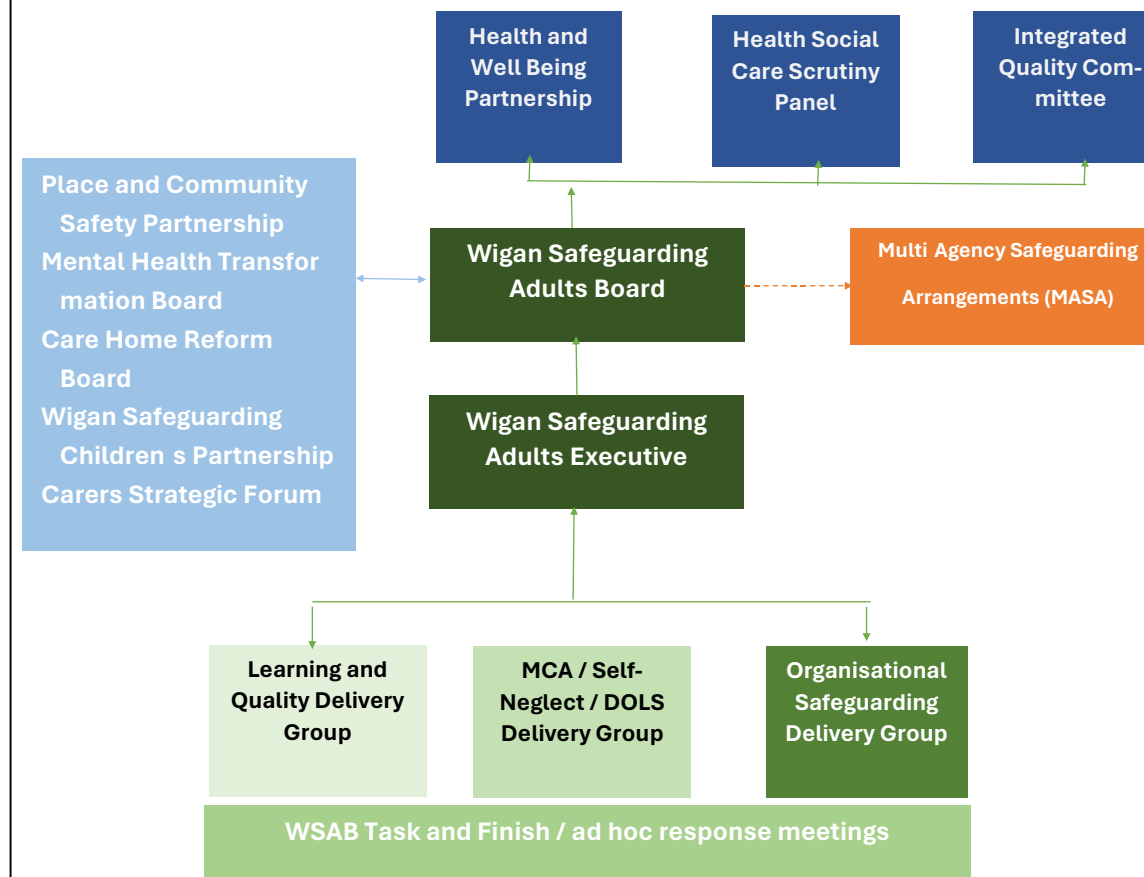 Health and
Well Being
Partnership
Health Social
Care Scrutiny
Panel
Integrated
Quality Com-
mittee
Place and Community
Safety Partnership
Mental Health Transfor
mation Board
Care Home Reform
Board
Wigan Safeguarding
Children s Partnership
Carers Strategic Forum
Wigan Safeguarding
Adults Board
Multi Agency Safeguarding
Arrangements (MASA)
Wigan Safeguarding
Adults Executive
Learning and
Quality Delivery
Group
MCA / Self-
Neglect / DOLS
Delivery Group
Organisational
Safeguarding
Delivery Group
WSAB Task and Finish / ad hoc response meetings